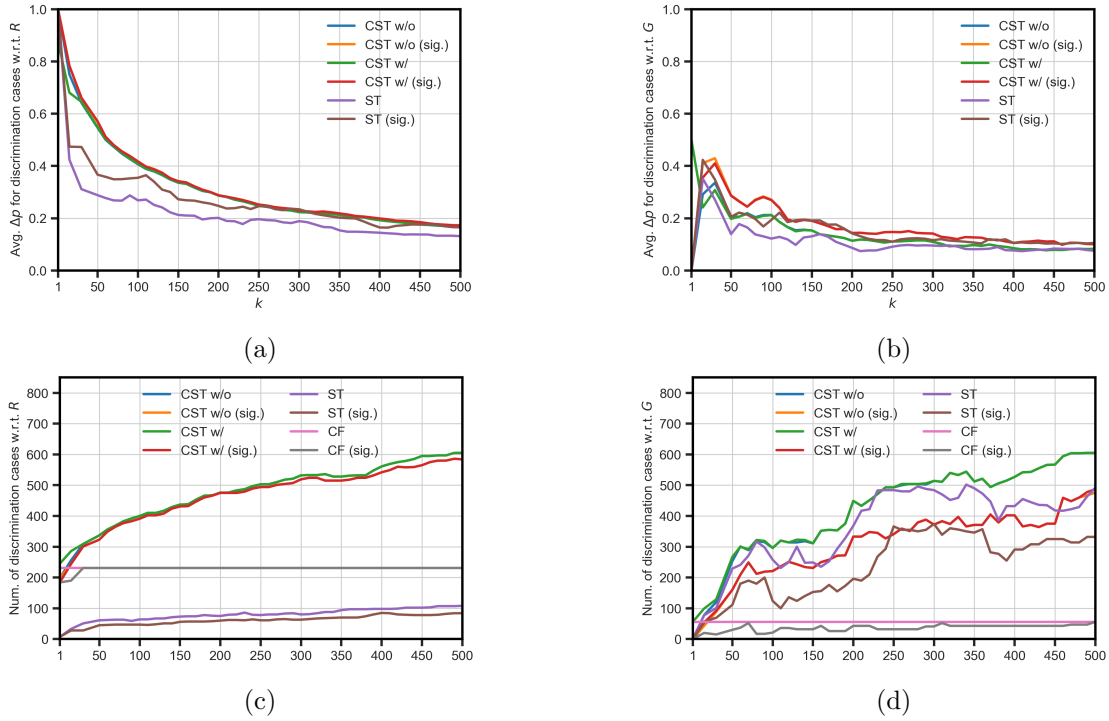 Avg. Δp for discrimination cases w.r.t. R
1.0
0.8
0.6
0.4
0.2
0.0
CST w/o
CST w/o (sig.)
CST w/
CST w/ (sig.)
ST
ST (sig.)
1 50 100 150 200 250 300 350 400 450 500
k
(a)
Avg. Δp for discrimination cases w.r.t. G
1.0
0.8
0.6
0.4
0.2
0.0
CST w/o
CST w/o (sig.)
CST w/
CST w/ (sig.)
ST
ST (sig.)
1 50 100 150 200 250 300 350 400 450 500
k
(b)
Num. of discrimination cases w.r.t. R
800
700
600
500
400
300
200
100
0
CST w/o ST
CST w/o (sig.) ST (sig.)
CST w/ CF
CST w/ (sig.) CF (sig.)
1 50 100 150 200 250 300 350 400 450 500
(c)
Num. of discrimination cases w.r.t. G
800
700
600
500
400
300
200
100
0
CST w/o ST
CST w/o (sig.) ST (sig.)
CST w/ CF
CST w/ (sig.) CF (sig.)
1 50 100 150 200 250 300 350 400 450 500
(d)